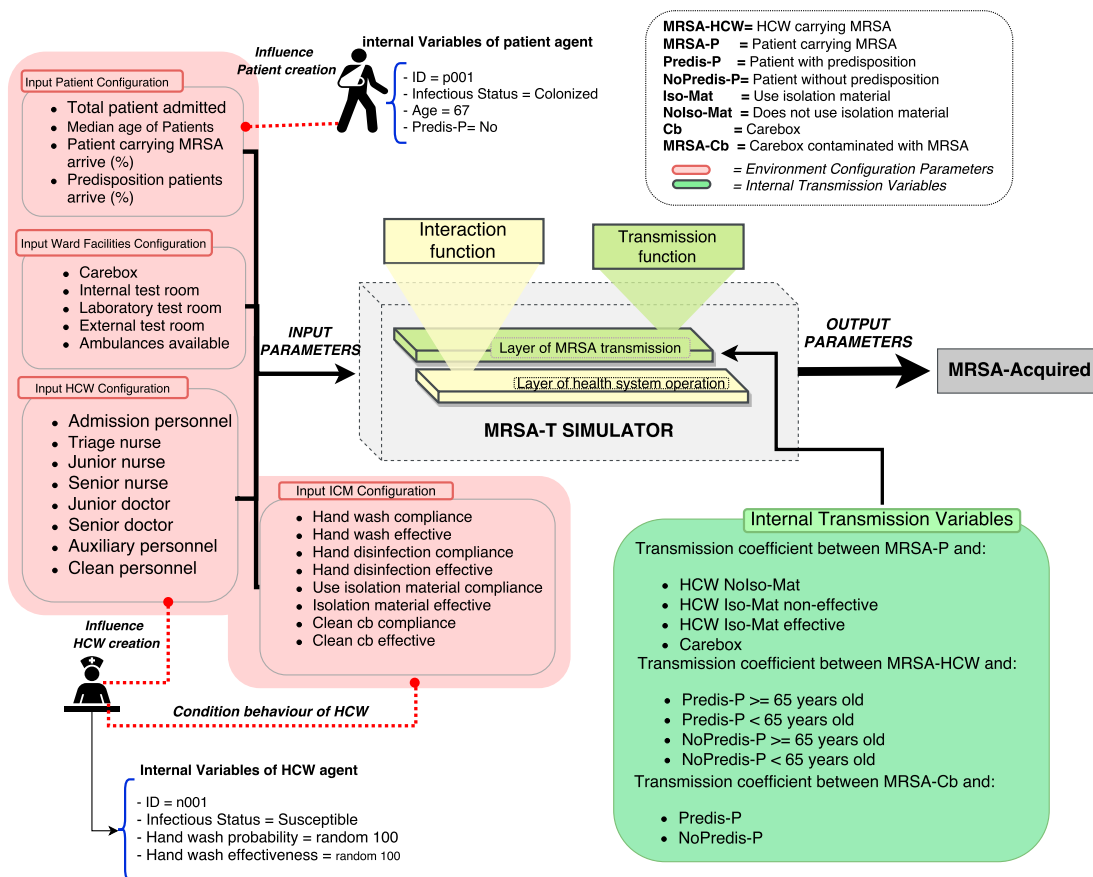 Influence
Patient creation
internal Variables of patient agent
- ID = p001
- Infectious Status = Colonized
- Age = 67
- Predis-P= No
MRSA-HCW= HCW carrying MRSA
MRSA-P = Patient carrying MRSA
Predis-P = Patient with predisposition
NoPredis-P= Patient without predisposition
Iso-Mat = Use isolation material
NoIso-Mat = Does not use isolation material
Cb = Carebox
MRSA-Cb = Carebox contaminated with MRSA
= Environment Configuration Parameters
= Internal Transmission Variables
Input Patient Configuration
• Total patient admitted
• Median age of Patients
• Patient carrying MRSA
arrive (%)
• Predisposition patients
arrive (%)
Input Ward Facilities Configuration
• Carebox
• Internal test room
• Laboratory test room
• External test room
• Ambulances available
Input HCW Configuration
• Admission personnel
• Triage nurse
• Junior nurse
• Senior nurse
• Junior doctor
• Senior doctor
• Auxiliary personnel
• Clean personnel
Input ICM Configuration
• Hand wash compliance
• Hand wash effective
• Hand disinfection compliance
• Hand disinfection effective
• Use isolation material compliance
• Isolation material effective
• Clean cb compliance
• Clean cb effective
INPUT
PARAMETERS
Interaction
function
Transmission
function
Layer of MRSA transmission
Layer of health system operation
MRSA-T SIMULATOR
OUTPUT
PARAMETERS
MRSA-Acquired
Influence
HCW creation
Condition behaviour of HCW
Internal Variables of HCW agent
- ID = n001
- Infectious Status = Susceptible
- Hand wash probability = random 100
- Hand wash effectiveness = random 100
Internal Transmission Variables
Transmission coefficient between MRSA-P and:
• HCW NoIso-Mat
• HCW Iso-Mat non-effective
• HCW Iso-Mat effective
• Carebox
Transmission coefficient between MRSA-HCW and:
• Predis-P >= 65 years old
• Predis-P < 65 years old
• NoPredis-P >= 65 years old
• NoPredis-P < 65 years old
Transmission coefficient between MRSA-Cb and:
• Predis-P
• NoPredis-P